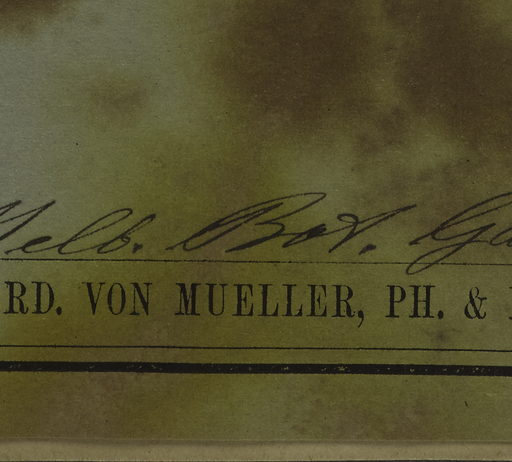 Melb. Bot. Ga
RD. VON MUELLER, PH. &